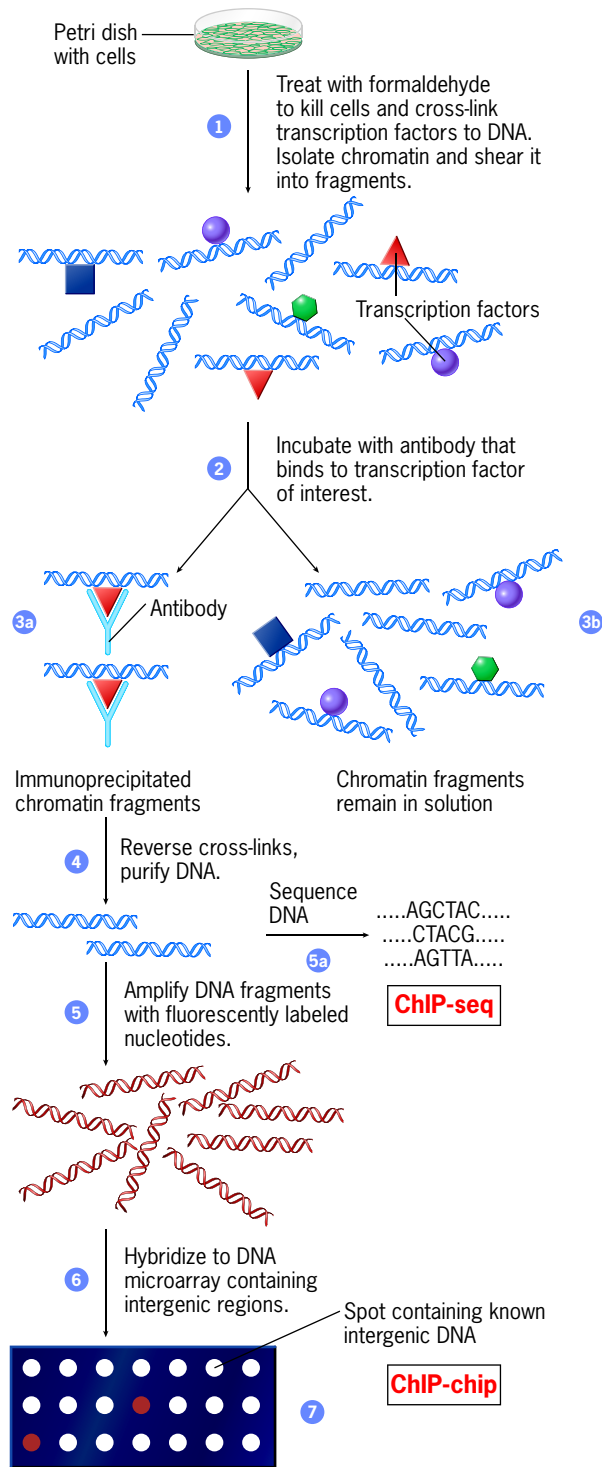 Petri dish
with cells
1
Treat with formaldehyde
to kill cells and cross-link
transcription factors to DNA.
Isolate chromatin and shear it
into fragments.
Transcription factors
2
Incubate with antibody that
binds to transcription factor
of interest.
3a
Antibody
3b
Immunoprecipitated
chromatin fragments
Chromatin fragments
remain in solution
4
Reverse cross-links,
purify DNA.
Sequence
DNA
5a
.....AGCTAC.....
.....CTACG.....
.....AGTTA.....
ChIP-seq
5
Amplify DNA fragments
with fluorescently labeled
nucleotides.
6
Hybridize to DNA
microarray containing
intergenic regions.
Spot containing known
intergenic DNA
ChIP-chip
7